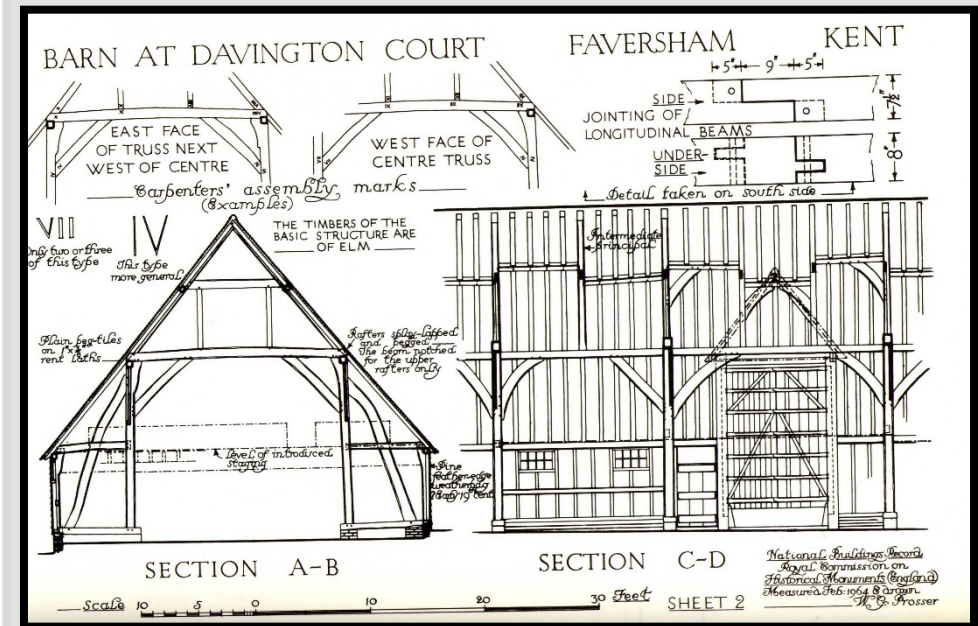 BARN AT DAVINGTON COURT
FAVERSHAM KENT
5" 9" 5"
SIDE
JOINTING OF
LONGITUDINAL BEAMS
UNDER-
SIDE
7½"
8"
Detail taken on south side
EAST FACE
OF TRUSS NEXT
WEST OF CENTRE
WEST FACE OF
CENTRE TRUSS
Carpenters' assembly marks
(Examples)
VII
Only two or three
of this type
IV
This type
more general
THE TIMBERS OF THE
BASIC STRUCTURE ARE
OF ELM
Intermediate
principal
Plain peg-tiles
on
rent laths
Rafters splay-lapped
and pegged
The beam notched
for the upper
rafters only
Level of introduced
staging
Pine
feather-edge
weatherbdg
19 cent
SECTION A-B
SECTION C-D
National Buildings Record
Royal Commission on
Historical Monuments (England)
Measured Feb: 1964 & drawn
W. G. Prosser
Scale 10 5 0 10 20 30 Feet
SHEET 2